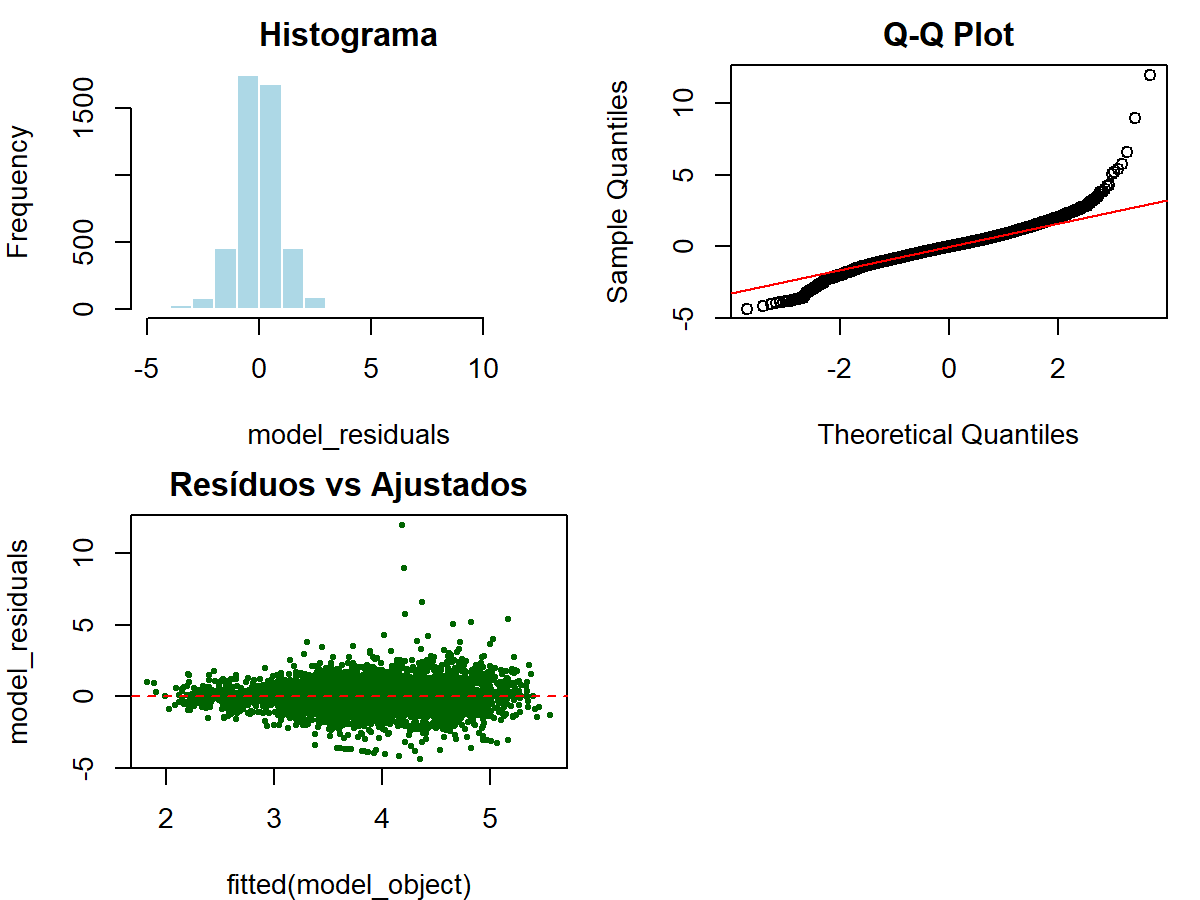 Histograma
Frequency
0
500
1500
-5
0
5
10
model_residuals
Q-Q Plot
Sample Quantiles
-5
0
5
10
-2
0
2
Theoretical Quantiles
Resíduos vs Ajustados
model_residuals
-5
0
5
10
2
3
4
5
fitted(model_object)